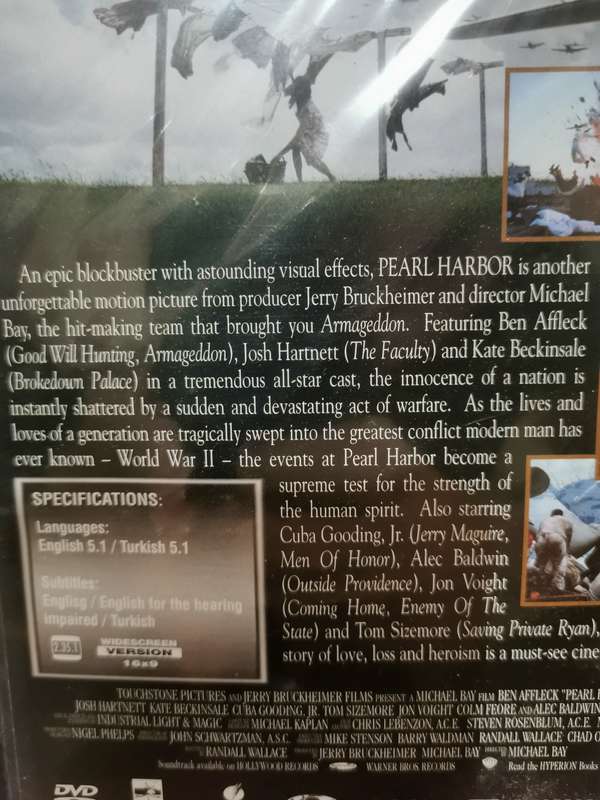 An epic blockbuster with astounding visual effects, PEARL HARBOR is another
unforgettable motion picture from producer Jerry Bruckheimer and director Michael
Bay, the hit-making team that brought you Armageddon. Featuring Ben Affleck
(Good Will Hunting, Armageddon), Josh Hartnett (The Faculty) and Kate Beckinsale
(Brokedown Palace) in a tremendous all-star cast, the innocence of a nation is
instantly shattered by a sudden and devastating act of warfare. As the lives and
loves of a generation are tragically swept into the greatest conflict modern man has
ever known – World War II – the events at Pearl Harbor become a
supreme test for the strength of
the human spirit. Also starring
Cuba Gooding, Jr. (Jerry Maguire,
Men Of Honor), Alec Baldwin
(Outside Providence), Jon Voight
(Coming Home, Enemy Of The
State) and Tom Sizemore (Saving Private Ryan),
story of love, loss and heroism is a must-see cine
SPECIFICATIONS:
Languages:
English 5.1 / Turkish 5.1
Subtitles:
Englisg / English for the hearing
impaired / Turkish
2.35.1
WIDESCREEN
VERSION
16x9
TOUCHSTONE PICTURES AND JERRY BRUCKHEIMER FILMS PRESENT A MICHAEL BAY FILM BEN AFFLECK "PEARL
JOSH HARTNETT KATE BECKINSALE CUBA GOODING, JR. TOM SIZEMORE JON VOIGHT COLM FEORE AND ALEC BALDWIN
INDUSTRIAL LIGHT & MAGIC MICHAEL KAPLAN CHRIS LEBENZON, A.C.E. STEVEN ROSENBLUM, A.C.E.
NIGEL PHELPS JOHN SCHWARTZMAN, A.S.C. MIKE STENSON BARRY WALDMAN RANDALL WALLACE CHAD
RANDALL WALLACE JERRY BRUCKHEIMER MICHAEL BAY MICHAEL BAY
Soundtrack available on HOLLYWOOD RECORDS WARNER BROS. RECORDS Read the HYPERION Books
DVD